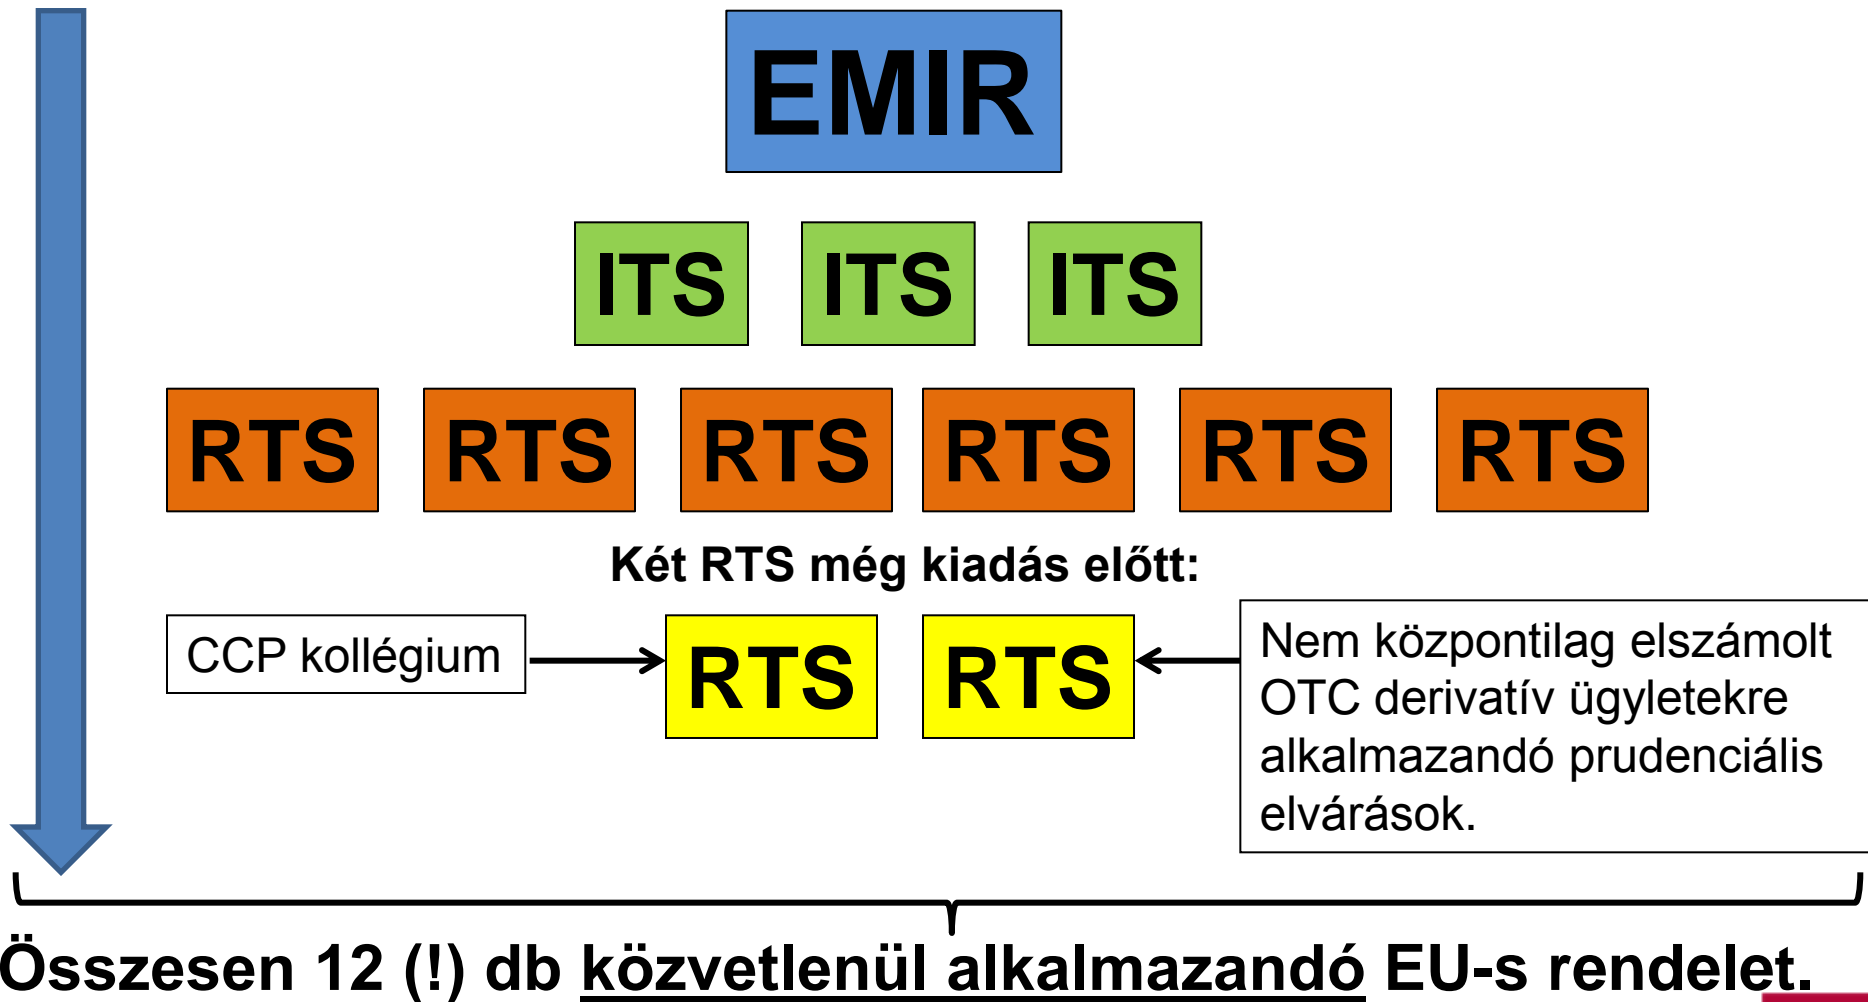 EMIR
ITS ITS ITS
RTS RTS RTS RTS RTS RTS
Két RTS még kiadás előtt:
CCP kollégium
RTS RTS
Nem központilag elszámolt
OTC derivatív ügyletekre
alkalmazandó prudenciális
elvárások.
Összesen 12 (!) db közvetlenül alkalmazandó EU-s rendelet.